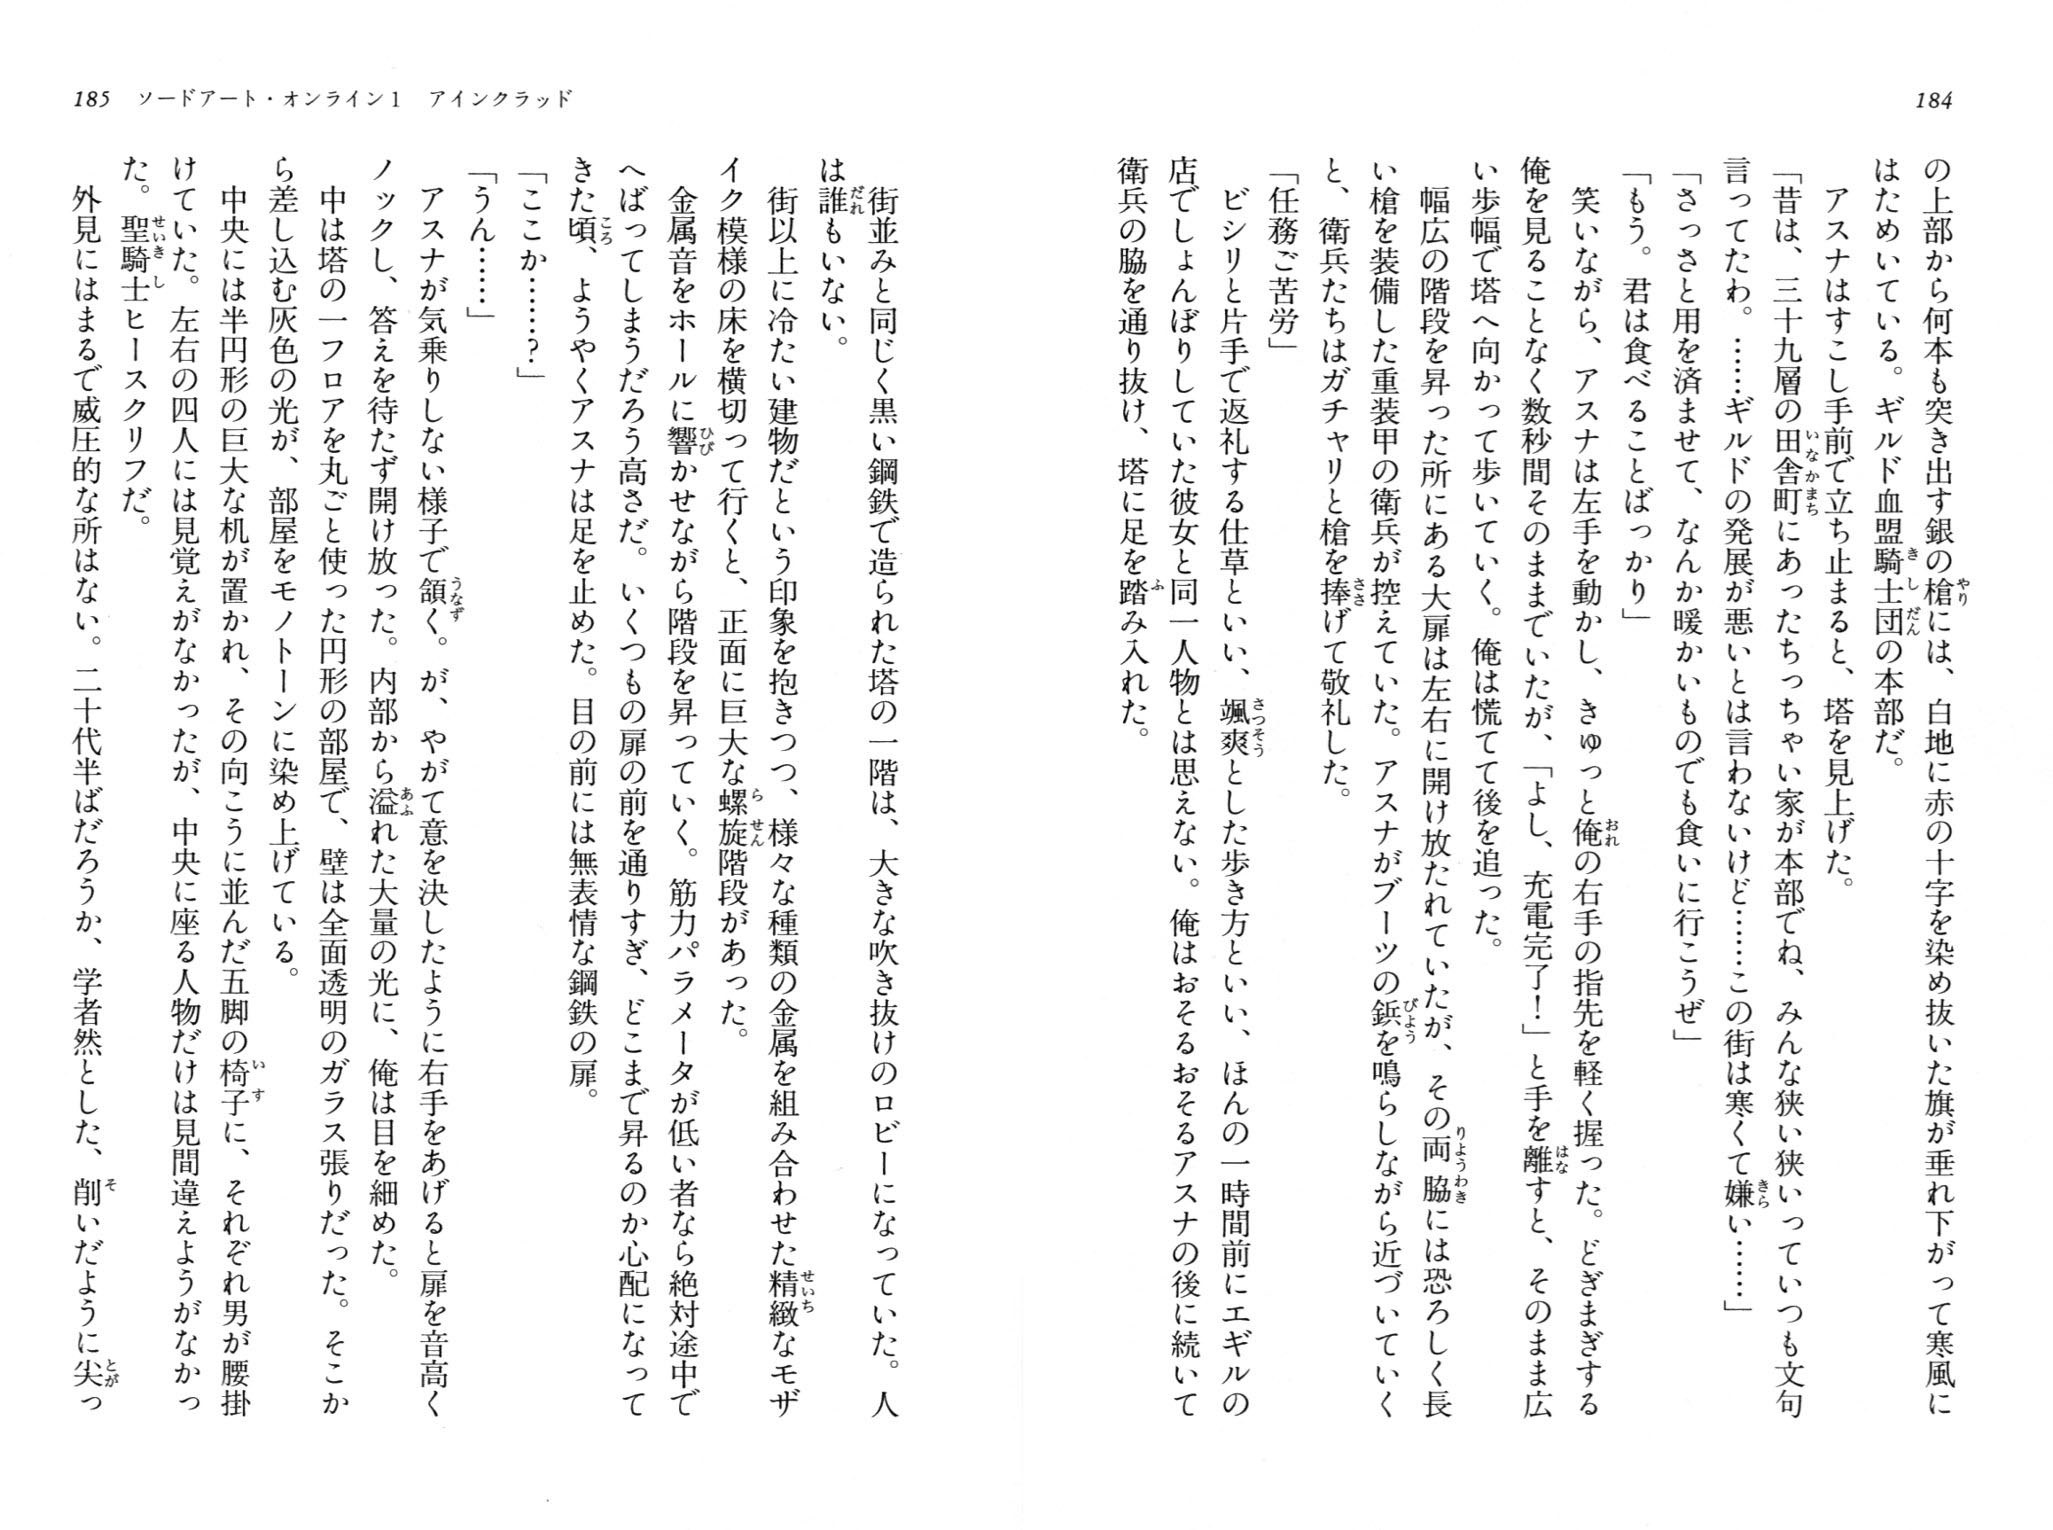 184
の上部から何本も突き出す銀の槍には、白地に赤の十字を染め抜いた旗が垂れ下がって寒風に
はためいている。ギルド血盟騎士団の本部だ。
アスナはすこし手前で立ち止まると、塔を見上げた。
「昔は、三十九層の田舎町にあったちっちゃい家が本部でね、みんな狭い狭いっていつも文句
言ってたわ。……ギルドの発展が悪いとは言わないけど……この街は寒くて嫌い……」
「さっさと用を済ませて、なんか暖かいものでも食いに行こうぜ」
「もう。君は食べることばっかり」
笑いながら、アスナは左手を動かし、きゅっと俺の右手の指先を軽く握った。どぎまぎする
俺を見ることなく数秒間そのままでいたが、「よし、充電完了！」と手を離すと、そのまま広
い歩幅で塔へ向かって歩いていく。俺は慌てて後を追った。
幅広の階段を昇った所にある大扉は左右に開け放たれていたが、その両脇には恐ろしく長
い槍を装備した重装甲の衛兵が控えていた。アスナがブーツの鋲を鳴らしながら近づいていく
と、衛兵たちはガチャリと槍を捧げて敬礼した。
「任務ご苦労」
ビシリと片手で返礼する仕草といい、颯爽とした歩き方といい、ほんの一時間前にエギルの
店でしょんぼりしていた彼女と同一人物とは思えない。俺はおそるおそるアスナの後に続いて
衛兵の脇を通り抜け、塔に足を踏み入れた。
185 ソードアート・オンライン1 アインクラッド
街並みと同じく黒い鋼鉄で造られた塔の一階は、大きな吹き抜けのロビーになっていた。人
は誰もいない。
街以上に冷たい建物だという印象を抱きつつ、様々な種類の金属を組み合わせた精緻なモザ
イク模様の床を横切って行くと、正面に巨大な螺旋階段があった。
金属音をホールに響かせながら階段を昇っていく。筋力パラメータが低い者なら絶対途中で
へばってしまうだろう高さだ。いくつもの扉の前を通りすぎ、どこまで昇るのか心配になって
きた頃、ようやくアスナは足を止めた。目の前には無表情な鋼鉄の扉。
「ここか……？」
「うん……」
アスナが気乗りしない様子で頷く。が、やがて意を決したように右手をあげると扉を音高く
ノックし、答えを待たず開け放った。内部から溢れた大量の光に、俺は目を細めた。
中は塔の一フロアを丸ごと使った円形の部屋で、壁は全面透明のガラス張りだった。そこか
ら差し込む灰色の光が、部屋をモノトーンに染め上げている。
中央には半円形の巨大な机が置かれ、その向こうに並んだ五脚の椅子に、それぞれ男が腰掛
けていた。左右の四人には見覚えがなかったが、中央に座る人物だけは見間違えようがなかっ
た。聖騎士ヒースクリフだ。
外見にはまるで威圧的な所はない。二十代半ばだろうか、学者然とした、削いだように尖っ